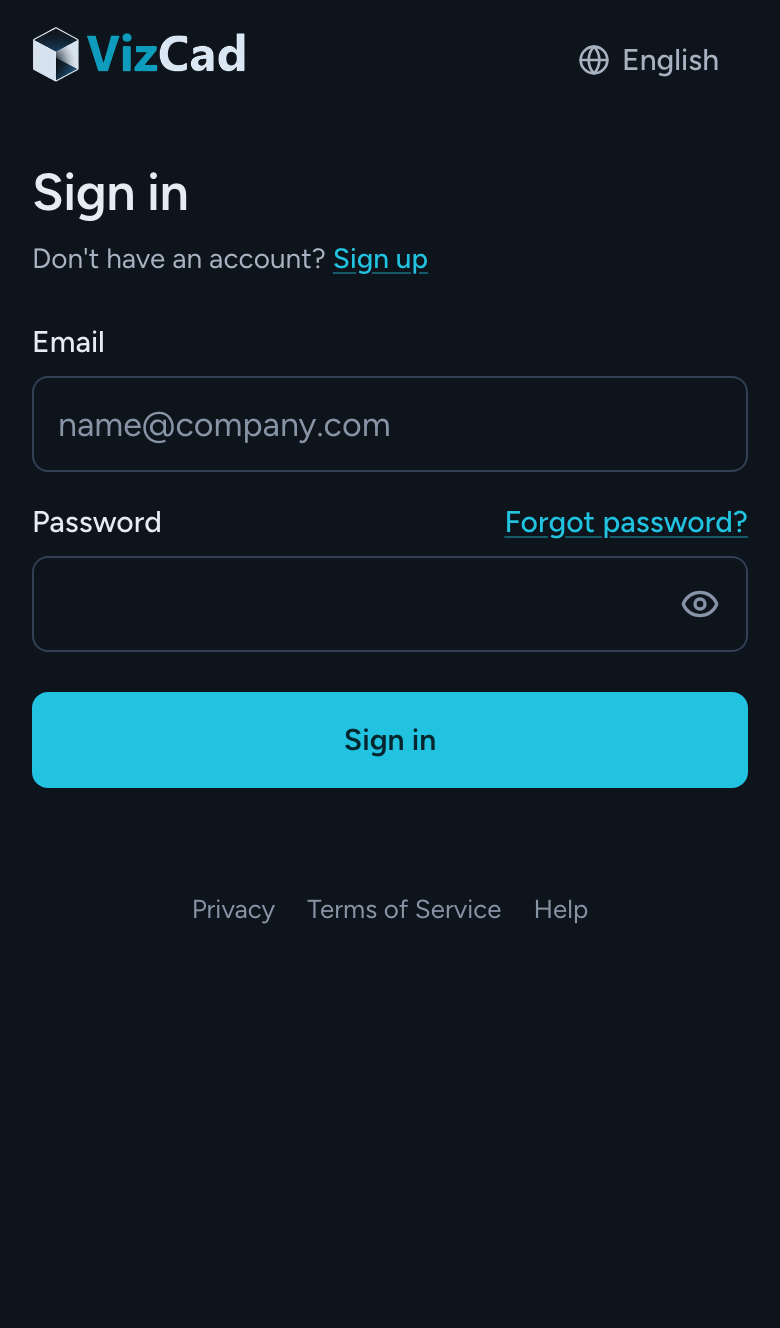 VizCad
English
Sign in
Don't have an account? Sign up
Email
name@company.com
Password
Forgot password?
Sign in
Privacy
Terms of Service
Help